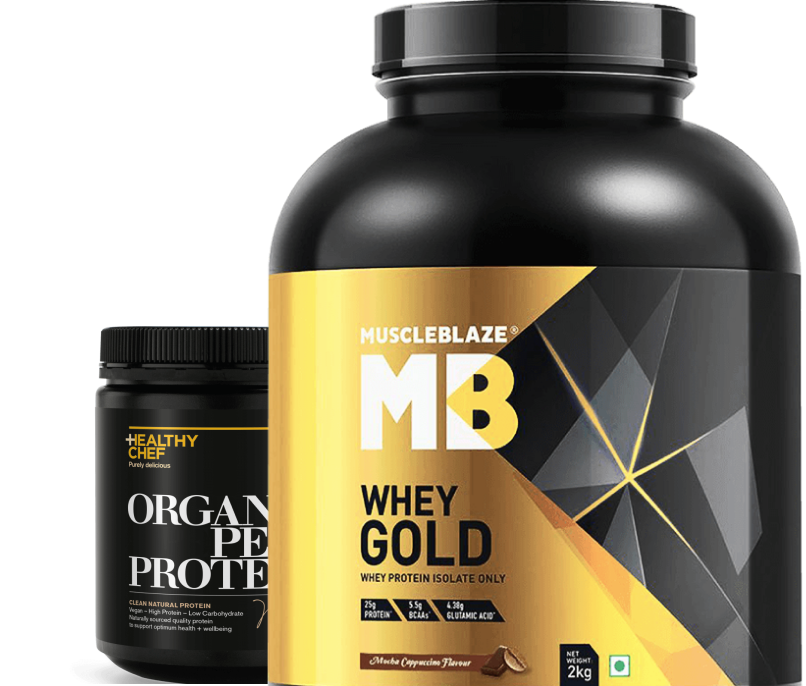 +HEALTHY
CHEF
Purely delicious
ORGAN
PE
PROTE
CLEAN NATURAL PROTEIN
Vegan – High Protein – Low Carbohydrate
Naturally sourced quality protein
to support optimum health + wellbeing
MUSCLEBLAZE®
MB
WHEY
GOLD
WHEY PROTEIN ISOLATE ONLY
25g
PROTEIN
5.5g
BCAAs
4.38g
GLUTAMIC ACID
Mocha Cappuccino Flavour
NET
WEIGHT:
2kg